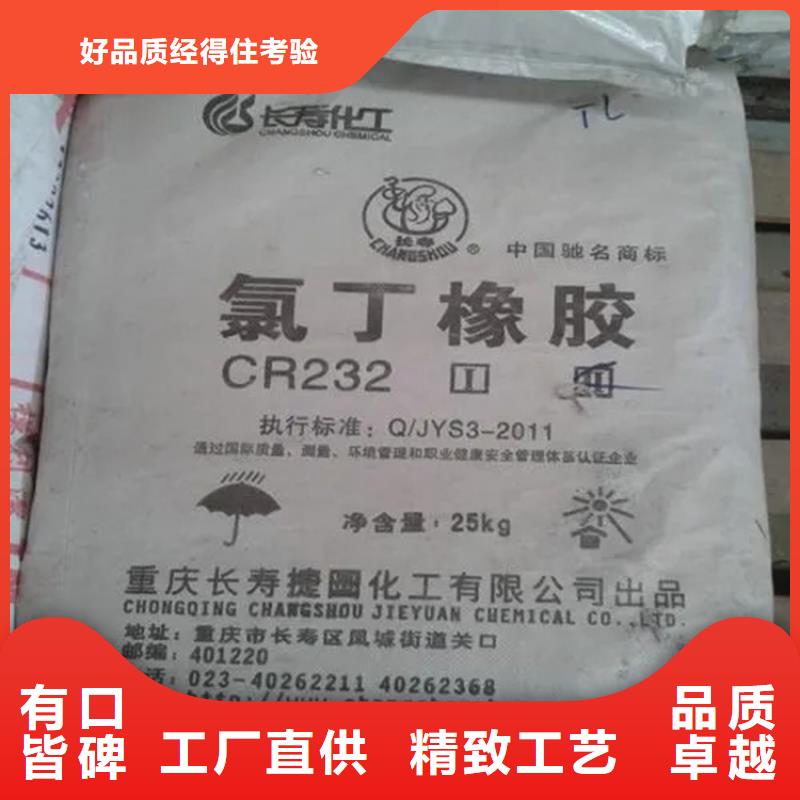 好品质经得住考验
长寿化工
CHANGSHOU CHEMICAL
TL
长寿
CHANGSHOU ®
中国驰名商标
氯丁橡胶
CR232 I II
执行标准：Q/JYS3-2011
通过国际质量、测量、环境管理和职业健康安全管理体系认证企业
净含量：25kg
重庆长寿捷圆化工有限公司出品
CHONGQING CHANGSHOU JIEYUAN CHEMICAL CO.,LTD.
地址：重庆市长寿区凤城街道关口
邮编：401220
话：023-40262211 40262368
有口皆碑
工厂直供
精致工艺
品质卓越